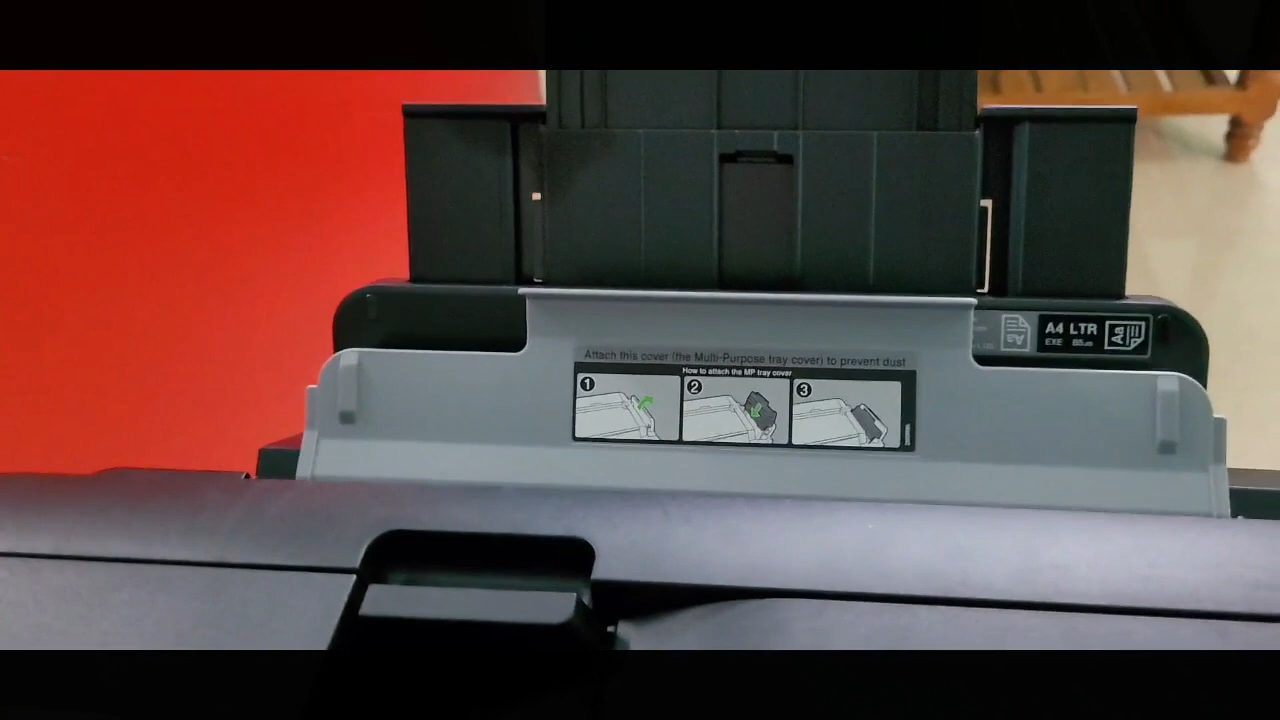 A4 LTR
EXE B5
Attach this cover (the Multi-Purpose tray cover) to prevent dust
How to attach the MP tray cover
1 2 3